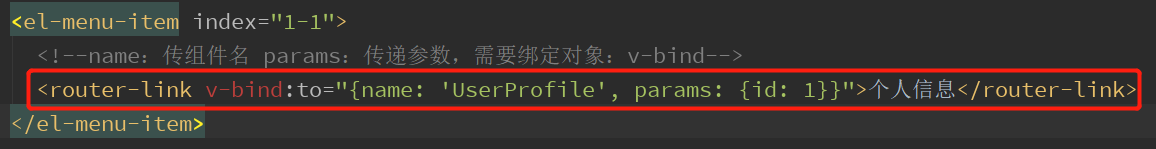 <el-menu-item index="1-1">
<!--name：传组件名 params：传递参数，需要绑定对象：v-bind-->
<router-link v-bind:to="{name: 'UserProfile', params: {id: 1}}">个人信息</router-link>
</el-menu-item>